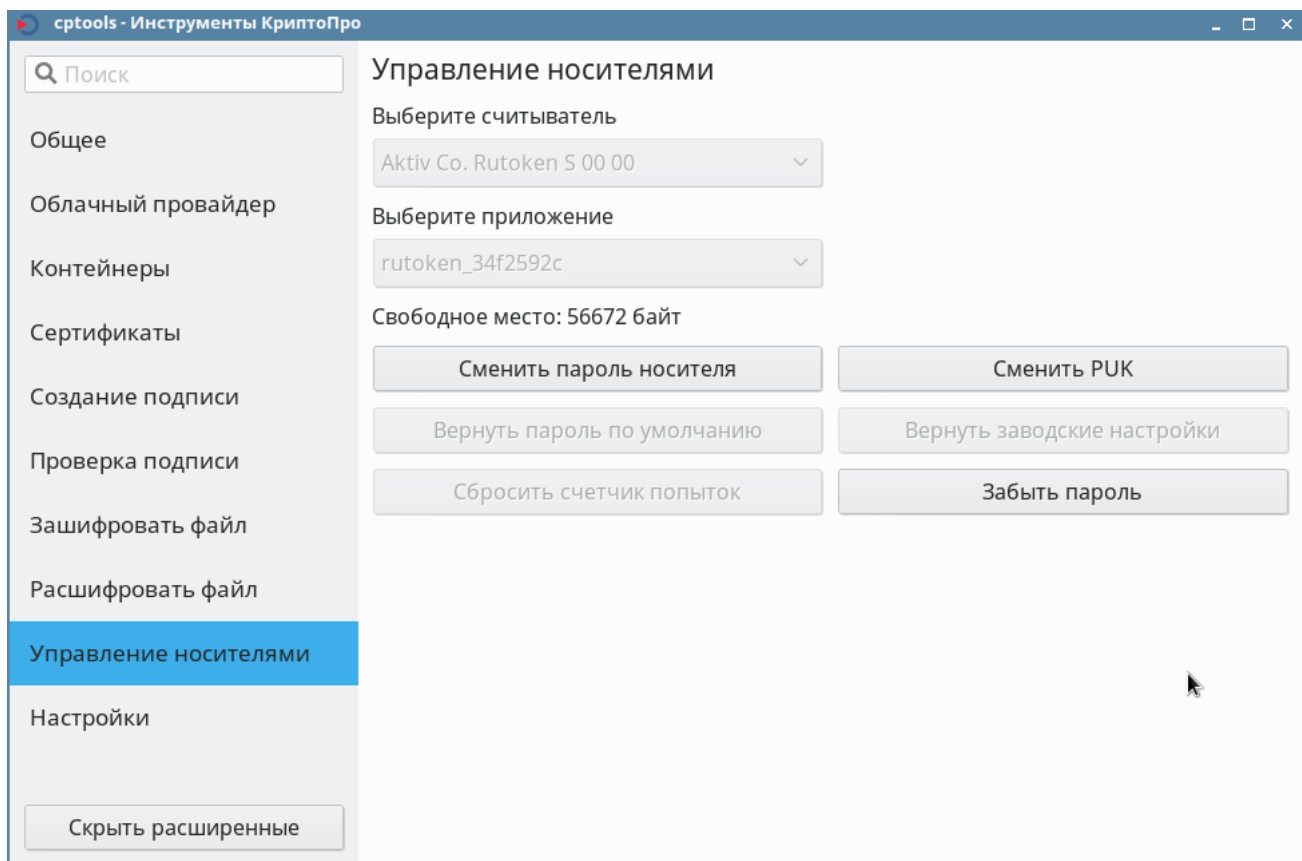 cptools - Инструменты КриптоПро
Поиск
Общее
Облачный провайдер
Контейнеры
Сертификаты
Создание подписи
Проверка подписи
Зашифровать файл
Расшифровать файл
Управление носителями
Настройки
Скрыть расширенные
Управление носителями
Выберите считыватель
Aktiv Co. Rutoken S 00 00
Выберите приложение
rutoken_34f2592c
Свободное место: 56672 байт
Сменить пароль носителя
Сменить PUK
Вернуть пароль по умолчанию
Вернуть заводские настройки
Сбросить счетчик попыток
Забыть пароль